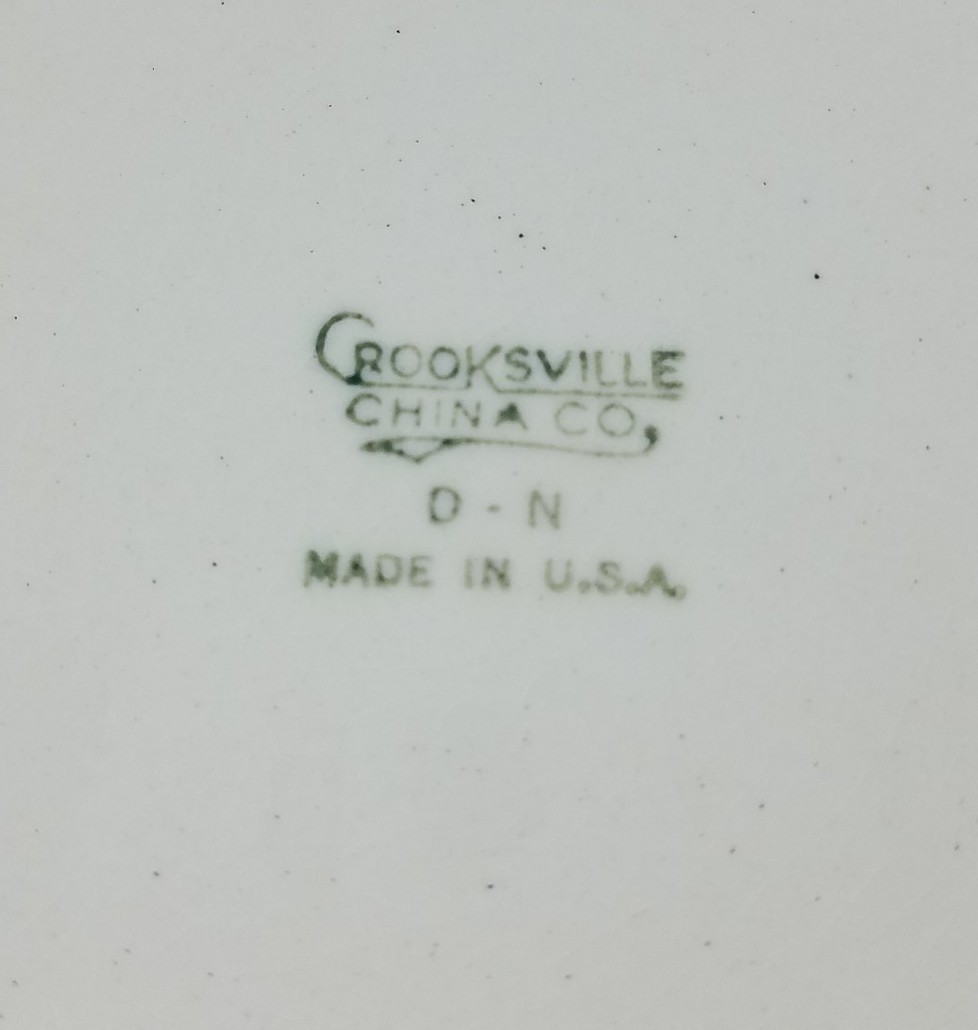 CROOKSVILLE
CHINA CO,
D - N
MADE IN U.S.A.